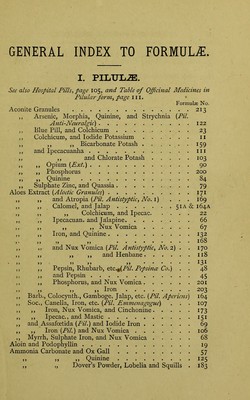 GENERAL INDEX TO FORMULÆ.
I. PILULÆ.
See also Hospital Pills, page 105, and Table of Officinal Medicines in
Pilular form, page 111.
Formulæ No.
Aconite Granules . . . . . . . . . . . . 213
„ Arsenic, Morphia, Quinine, and Strychnia (Pil.
Anti-Neuralgic) . . . . . . . . . . . 122
„ Blue Pill, and Colchicum . . . . . . . . 23
„ Colchicum, and Iodide Potassium . . . . . 11
„ „ „ Bicarbonate Potash . . . . 159
„ and Ipecacuanha . . . . . . . . . . 111
„ „ „ and Chlorate Potash . . . . 103
„ „ Opium (Ext.) . . . . . . . . . . 90
„ „ Phosphorus . . . . . . . . . . 200
„ „ Quinine . . . . . . . . . . . 84
„ Sulphate Zinc, and Quassia . . . . . . . 79
Aloes Extract (Aloetic Granules) . . . . . . . 171
„ „ and Atropia (Pil. Antistyptic, No. 1) . . . 169
„ „ Calomel, and Jalap . . . . . . 51A & 164A
„ „ „ Colchicum, and Ipecac. . . . . 22
„ „ Ipecacuan. and Jalapine. . . . . . . 66
„ „ „ „ Nux Vomica . . . . . 67
„ „ Iron, and Quinine . . . . . . . . . 132
„ „ „ „ „ . . . . . . . . . 168
„ „ and Nux Vomica (Pil. Antistyptic, No. 2) . . 170
„ „ „ „ „ and Henbane . . . . 118
„ „ „ „ „ . . . . . . . 131
„ „ Pepsin, Rhubarb, etc. (Pil. Pepsinæ Co.) . . 48
„ „ „ and Pepsin . . . . . . . . . 45
„ „ Phosphorus, and Nux Vomica . . . . . 201
„ „ „ „ Iron . . . . . . . 203
„ Barb., Colocynth., Gamboge, Jalap, etc. (Pil. Aperiens) 164
„ Soc., Canella, Iron, etc. (Pil. Emmenagogue) . . 107
„ „ Iron, Nux Vomica, and Cinchonine . . . . 173
„ „ Ipecac., and Mastic . . . . . . . . 151
„ and Assafœtida (Pil.) and Iodide Iron . . . . 69
„ „ Iron (Pil.) and Nux Vomica . . . . . 106
„ Myrrh, Sulphate Iron, and Nux Vomica . . . 68
Aloin and Podophyllin . . . . . . . . . . 19
Ammonia Carbonate and Ox Gall . . . . . . . 57
„ „ „ Quinine . . . . . . . . 125
„ „ Dover's Powder, Lobelia and Squills . 183